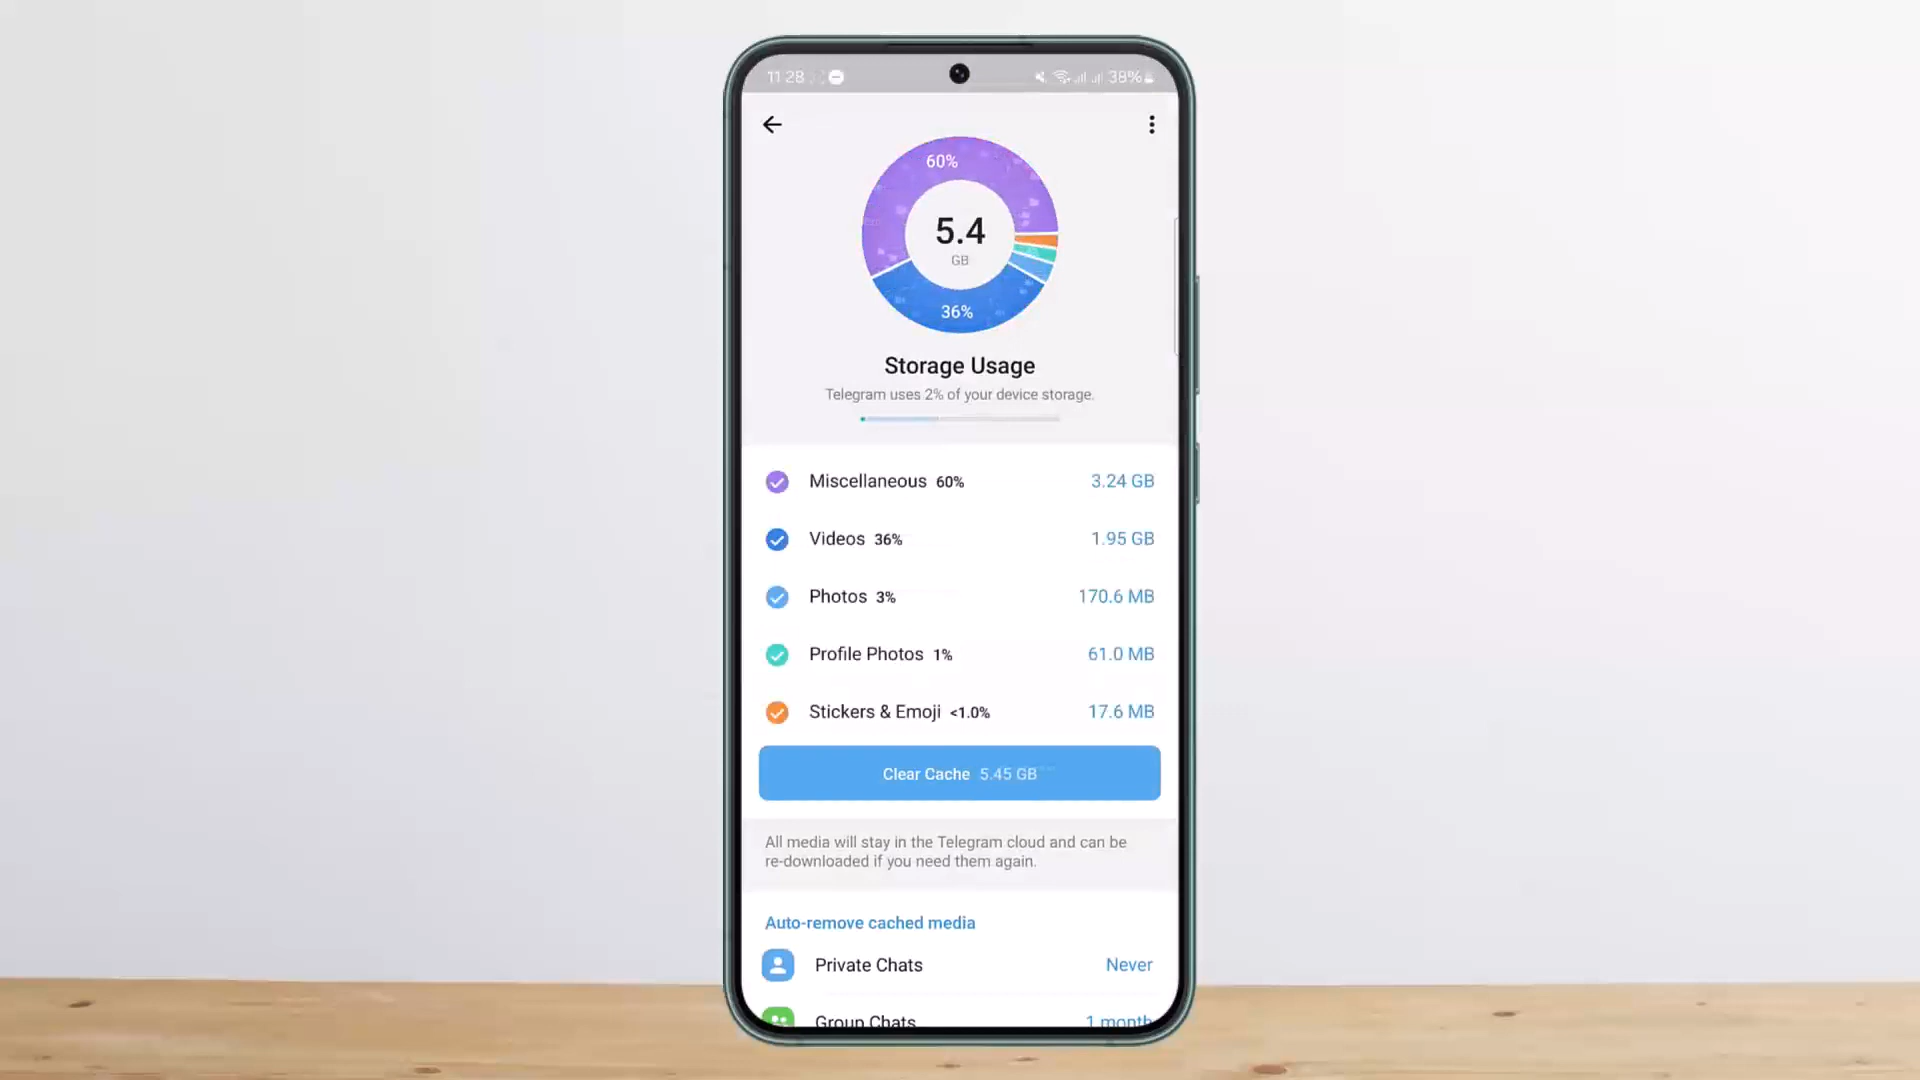 11:28
38%
60%
5.4
GB
36%
Storage Usage
Telegram uses 2% of your device storage.
Miscellaneous 60% 3.24 GB
Videos 36% 1.95 GB
Photos 3% 170.6 MB
Profile Photos 1% 61.0 MB
Stickers & Emoji <1.0% 17.6 MB
Clear Cache 5.45 GB
All media will stay in the Telegram cloud and can be
re-downloaded if you need them again.
Auto-remove cached media
Private Chats Never
Group Chats 1 month